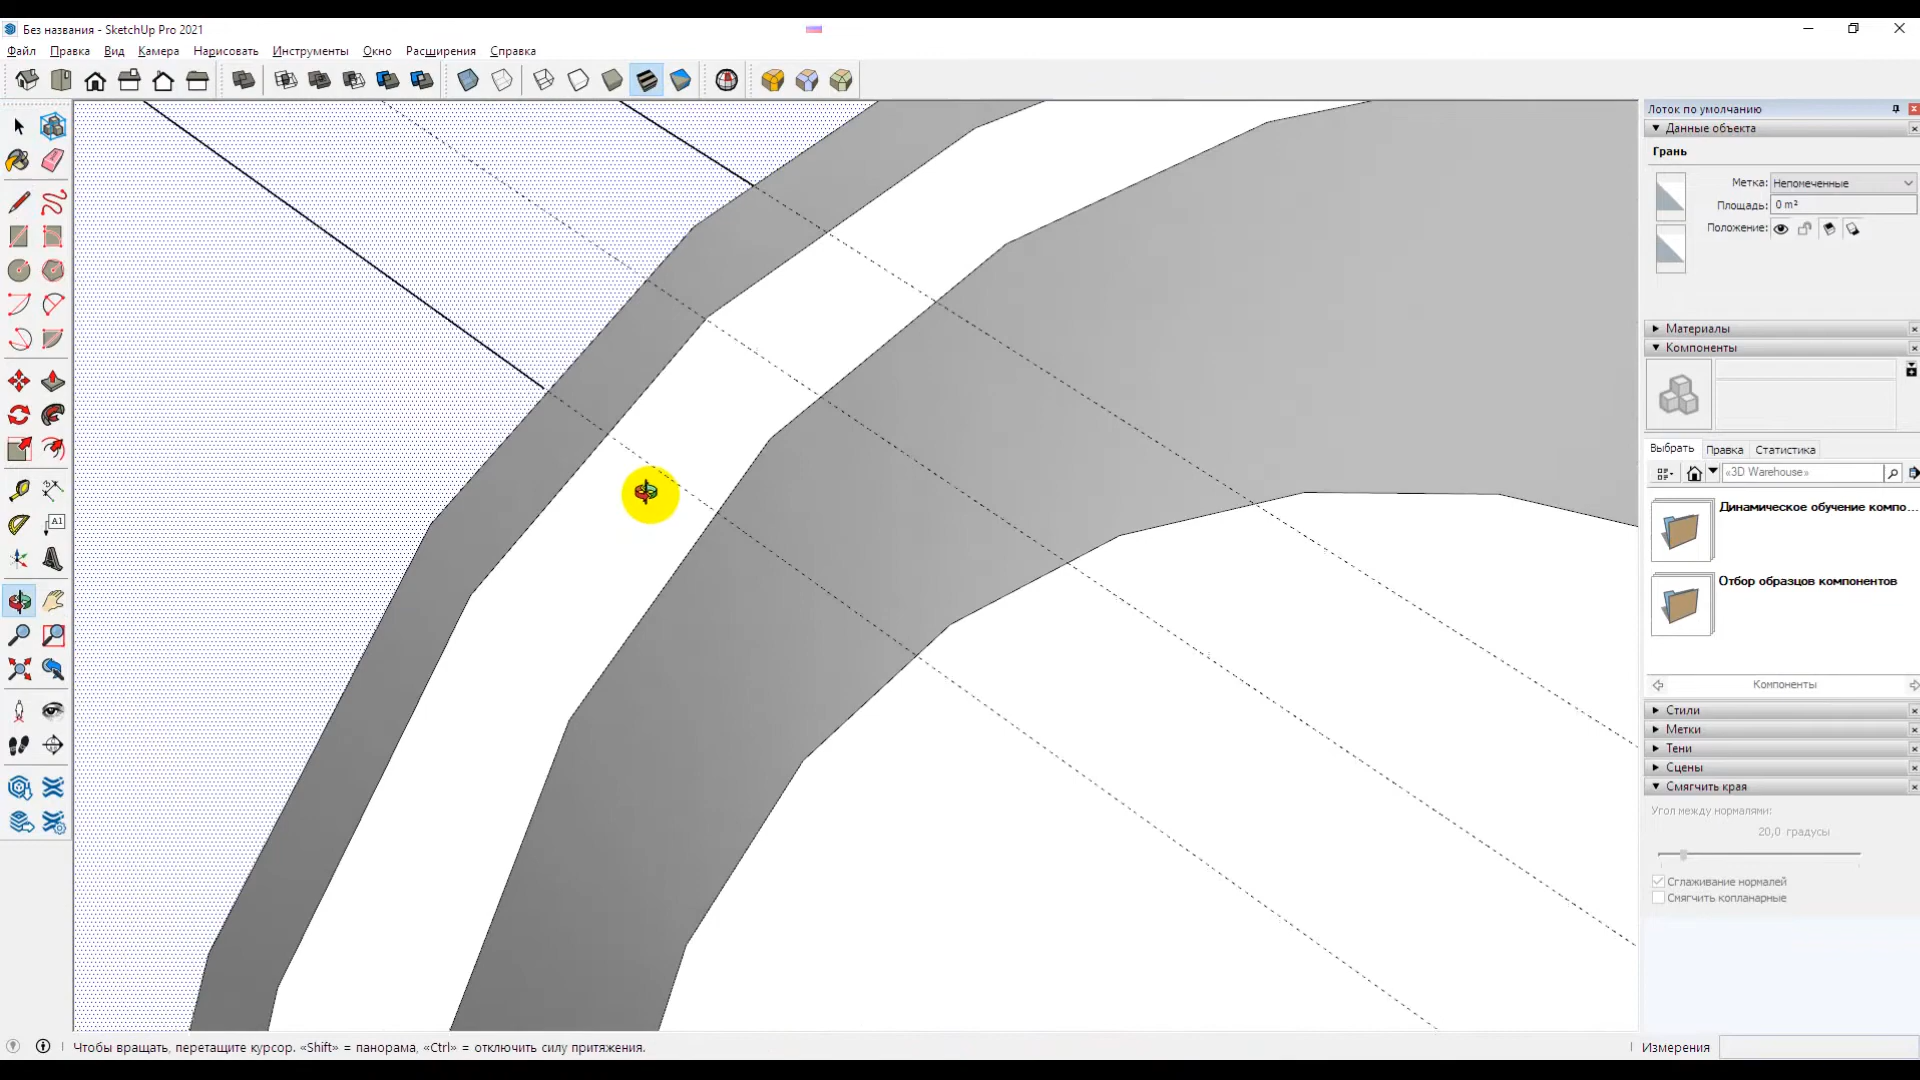 Без названия - SketchUp Pro 2021
Файл Правка Вид Камера Нарисовать Инструменты Окно Расширения Справка
Лоток по умолчанию
Данные объекта
Грань
Метка: Непомеченные
Площадь: 0 m²
Положение:
Материалы
Компоненты
Выбрать Правка Статистика
«3D Warehouse»
Динамическое обучение компо...
Отбор образцов компонентов
Компоненты
Стили
Метки
Тени
Сцены
Смягчить края
Угол между нормалями:
20,0 градусы
Сглаживание нормалей
Смягчить копланарные
A1
Чтобы вращать, перетащите курсор. «Shift» = панорама, «Ctrl» = отключить силу притяжения.
Измерения